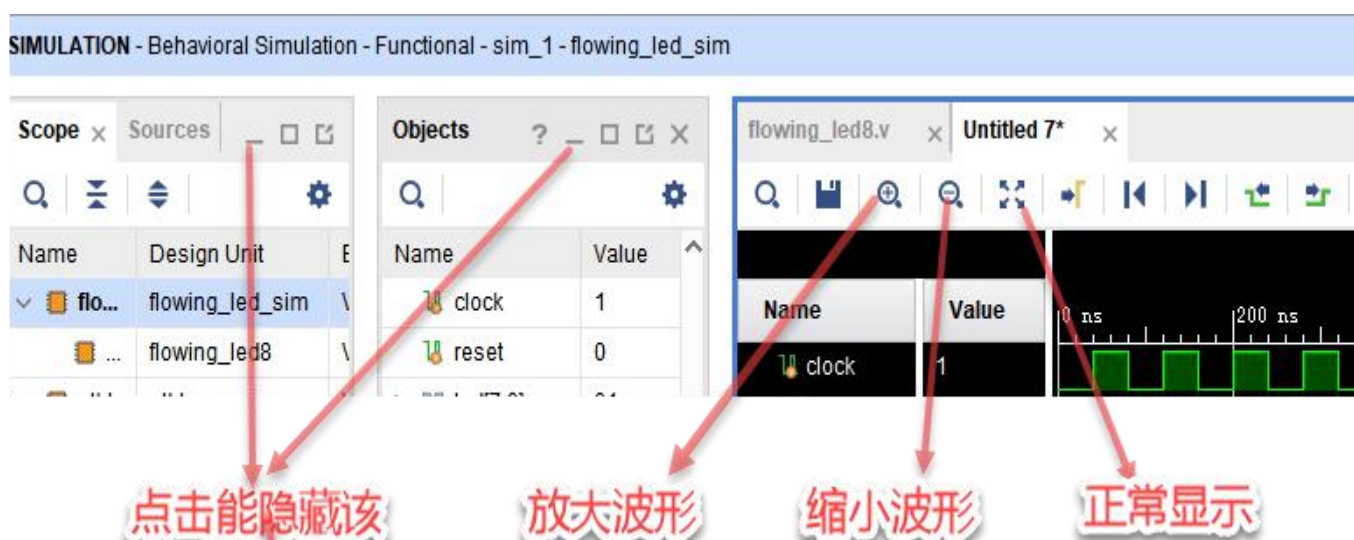 SIMULATION - Behavioral Simulation - Functional - sim_1 - flowing_led_sim
Scope Sources
Objects
flowing_led8.v Untitled 7*
Name Design Unit
Name Value
flo... flowing_led_sim
clock 1
... flowing_led8
reset 0
Name Value
0 ns 200 ns
clock 1
点击能隐藏该
放大波形
缩小波形
正常显示